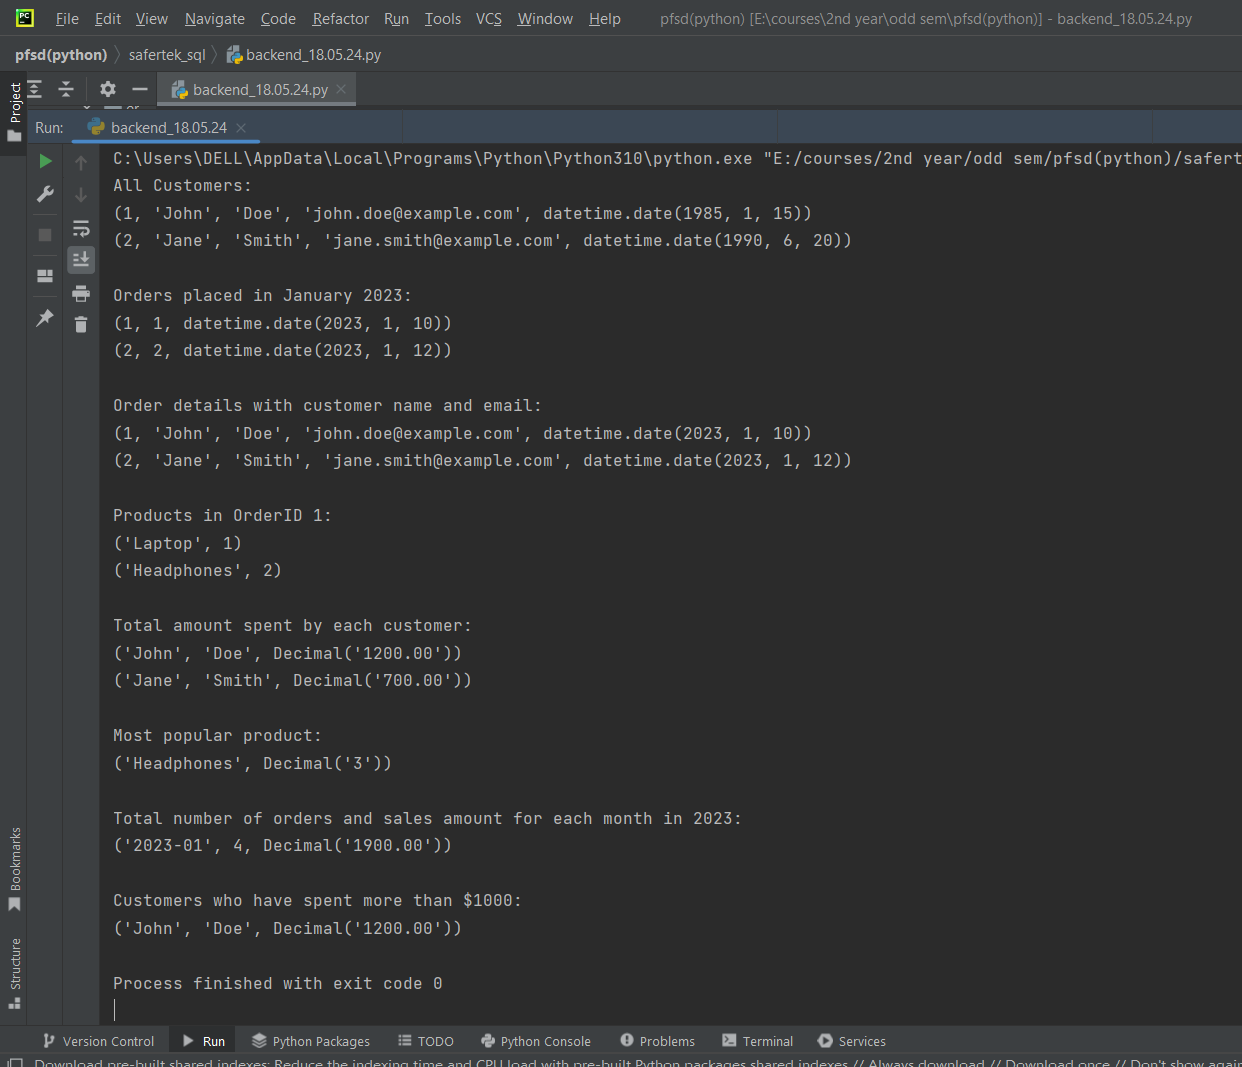 File Edit View Navigate Code Refactor Run Tools VCS Window Help pfsd(python) [E:\courses\2nd year\odd sem\pfsd(python)] - backend_18.05.24.py
pfsd(python) safertek_sql backend_18.05.24.py
Project
backend_18.05.24.py
Run: backend_18.05.24
C:\Users\DELL\AppData\Local\Programs\Python\Python310\python.exe "E:/courses/2nd year/odd sem/pfsd(python)/safert
All Customers:
(1, 'John', 'Doe', 'john.doe@example.com', datetime.date(1985, 1, 15))
(2, 'Jane', 'Smith', 'jane.smith@example.com', datetime.date(1990, 6, 20))
Orders placed in January 2023:
(1, 1, datetime.date(2023, 1, 10))
(2, 2, datetime.date(2023, 1, 12))
Order details with customer name and email:
(1, 'John', 'Doe', 'john.doe@example.com', datetime.date(2023, 1, 10))
(2, 'Jane', 'Smith', 'jane.smith@example.com', datetime.date(2023, 1, 12))
Products in OrderID 1:
('Laptop', 1)
('Headphones', 2)
Total amount spent by each customer:
('John', 'Doe', Decimal('1200.00'))
('Jane', 'Smith', Decimal('700.00'))
Most popular product:
('Headphones', Decimal('3'))
Total number of orders and sales amount for each month in 2023:
('2023-01', 4, Decimal('1900.00'))
Customers who have spent more than $1000:
('John', 'Doe', Decimal('1200.00'))
Process finished with exit code 0
Bookmarks
Structure
Version Control Run Python Packages TODO Python Console Problems Terminal Services
Download pre-built shared indexes: Reduce the indexing time and CPU load with pre-built Python packages shared indexes // Always download // Download once // Don't show again